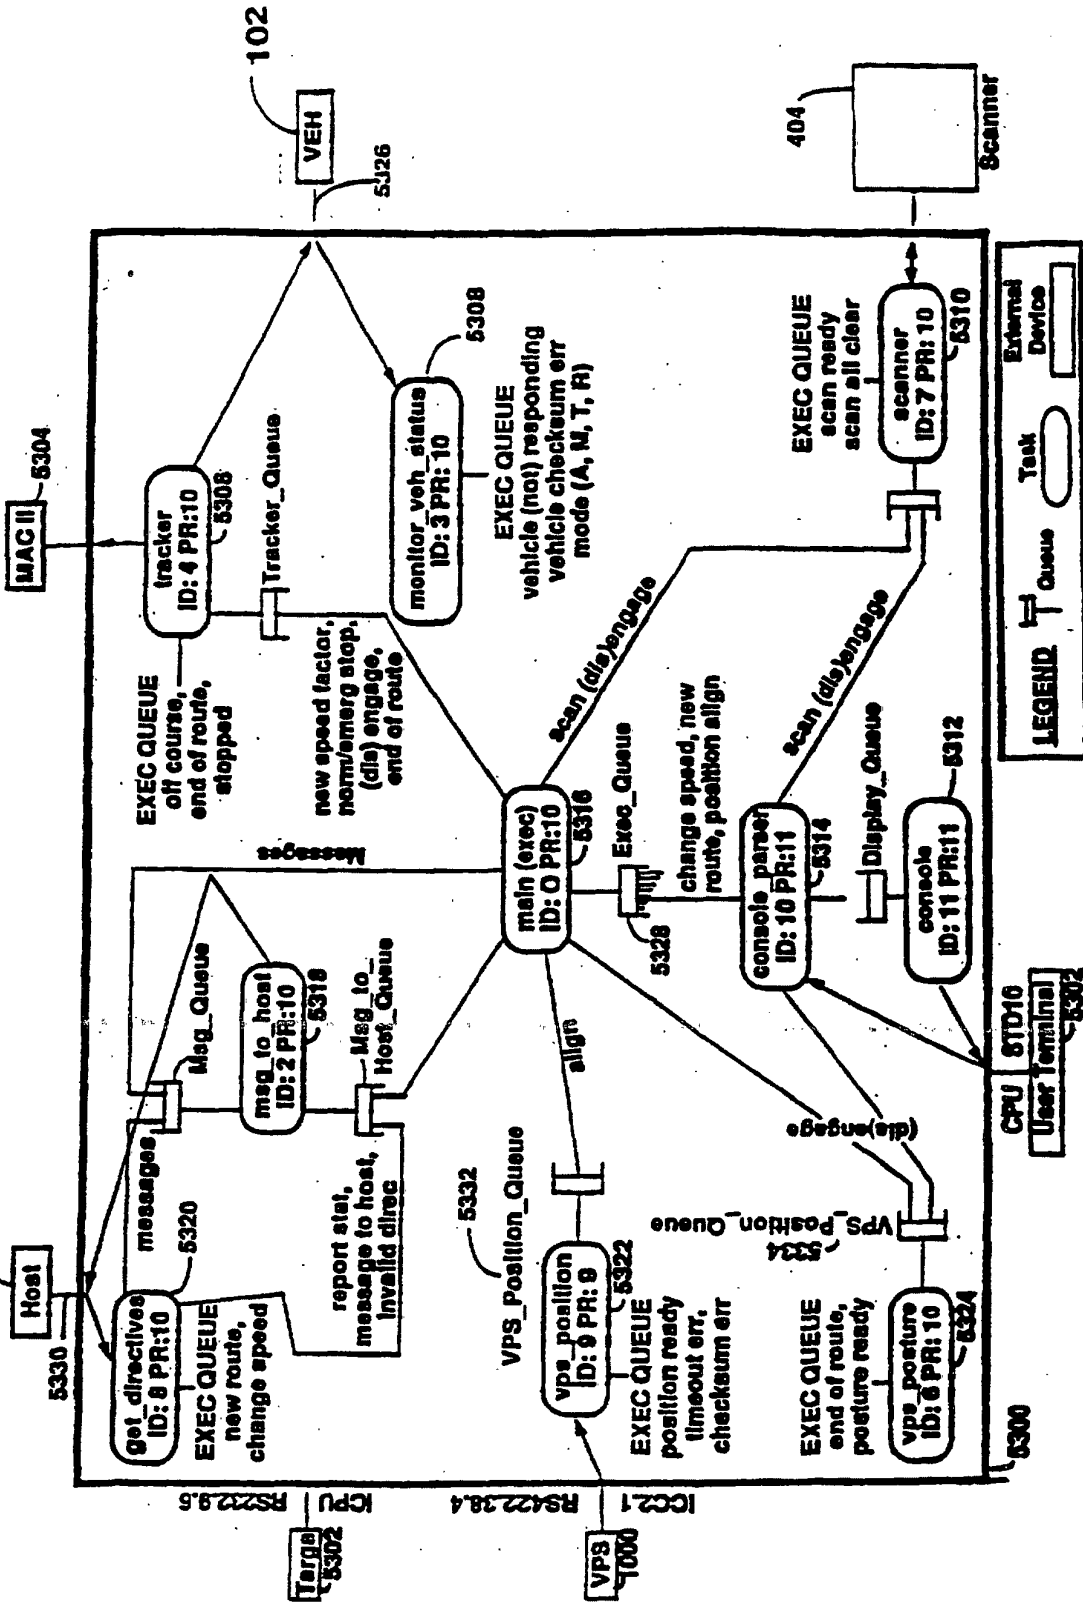 Host
5330
get_directives
ID: 8 PR:10
5320
EXEC QUEUE
new route,
change speed
messages
Msg_Queue
msg_to_host
ID: 2 PR:10
5318
Msg_to_
Host_Queue
report stat,
message to host,
invalid direc
Messages
MAC II
5304
tracker
ID: 4 PR:10
5308
EXEC QUEUE
off course,
end of route,
stopped
Tracker_Queue
new speed factor,
norm/emerg stop,
(dis) engage,
end of route
102
VEH
5326
monitor_veh_status
ID: 3 PR: 10
5308
EXEC QUEUE
vehicle (not) responding
vehicle checksum err
mode (A, M, T, R)
Targa
5302
RS232.9.6
ICPU
RS422.38.4
ICC2.1
VPS
1000
5332
VPS_Position_Queue
vps_position
ID: 9 PR: 9
5322
EXEC QUEUE
position ready
timeout err,
checksum err
align
main (exec)
ID: 0 PR:10
5316
Exec_Queue
5328
scan (dis)engage
change speed, new
route, position align
scan (dis)engage
console_parser
ID: 10 PR:11
5314
Display_Queue
console
ID: 11 PR:11
5312
(dis)engage
VPS_Position_Queue
5334
EXEC QUEUE
end of route,
posture ready
vps_posture
ID: 6 PR: 10
5324
EXEC QUEUE
scan ready
scan all clear
scanner
ID: 7 PR: 10
5310
404
Scanner
5300
CPU STD10
User Terminal
5302
LEGEND
Queue
Task
External
Device